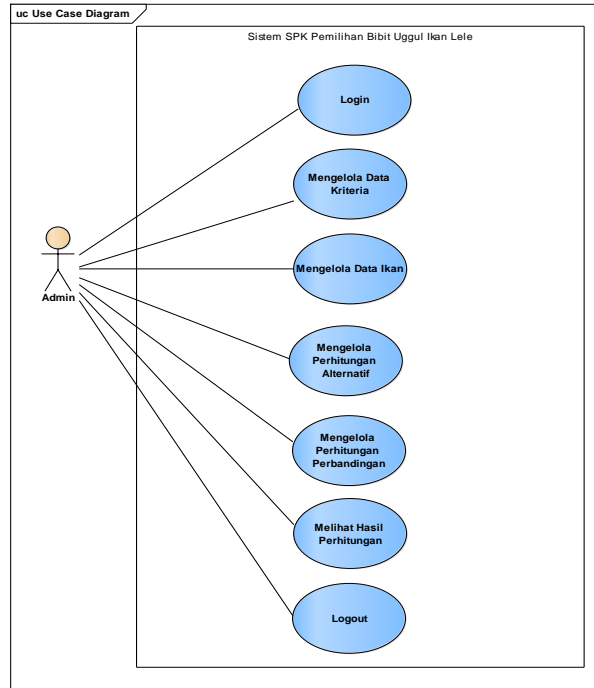 uc Use Case Diagram
Sistem SPK Pemilihan Bibit Uggul Ikan Lele
Login
Mengelola Data
Kriteria
Mengelola Data Ikan
Admin
Mengelola
Perhitungan
Alternatif
Mengelola
Perhitungan
Perbandingan
Melihat Hasil
Perhitungan
Logout